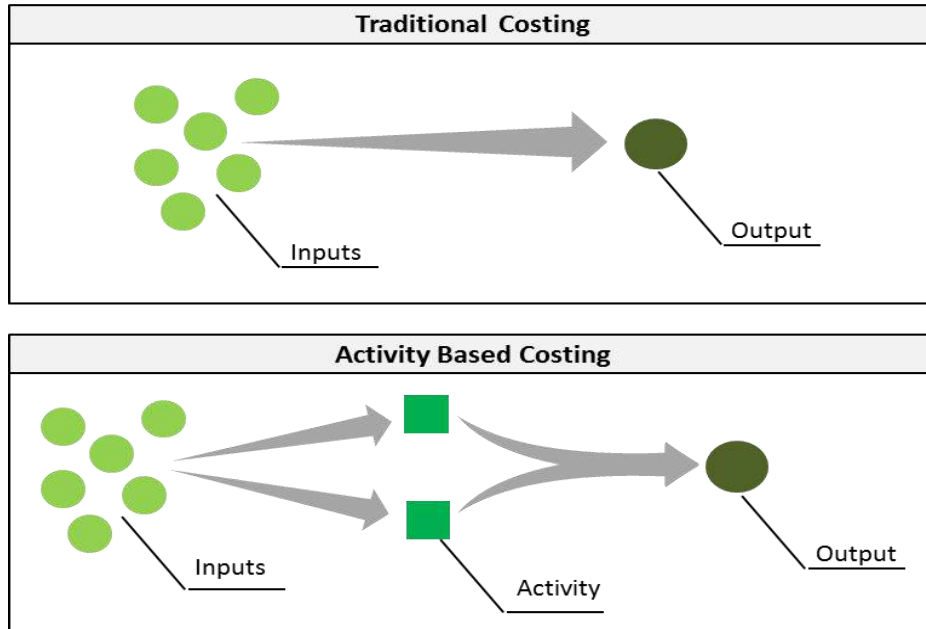 Traditional Costing
Inputs
Output
Activity Based Costing
Inputs
Activity
Output